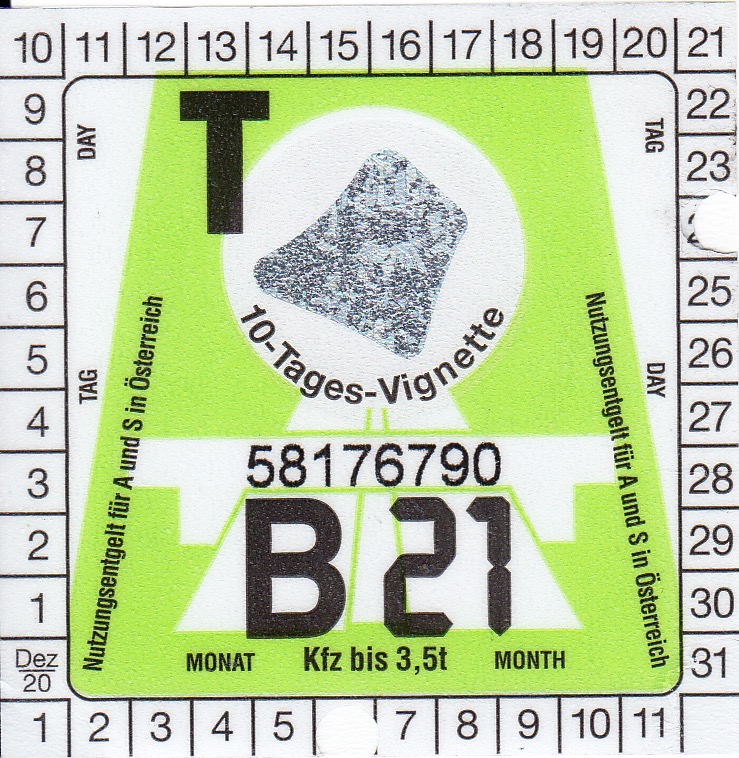 10 11 12 13 14 15 16 17 18 19 20 21
9
8
7
6
5
4
3
2
1
Dez
20
DAY
TAG
Nutzungsentgelt für A und S in Österreich
T
10-Tages-Vignette
58176790
B 21
MONAT Kfz bis 3,5t MONTH
TAG
DAY
Nutzungsentgelt für A und S in Österreich
22
23
25
26
27
28
29
30
31
1 2 3 4 5 7 8 9 10 11